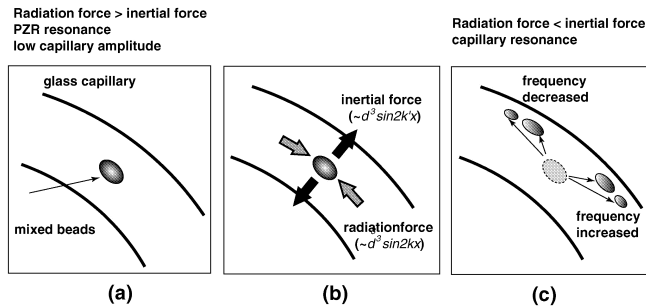 Radiation force > inertial force
PZR resonance
low capillary amplitude
Radiation force < inertial force
capillary resonance
glass capillary
mixed beads
(a)
inertial force
(~d³sin2k'x)
radiationforce
(~d³sin2kx)
(b)
frequency
decreased
frequency
increased
(c)